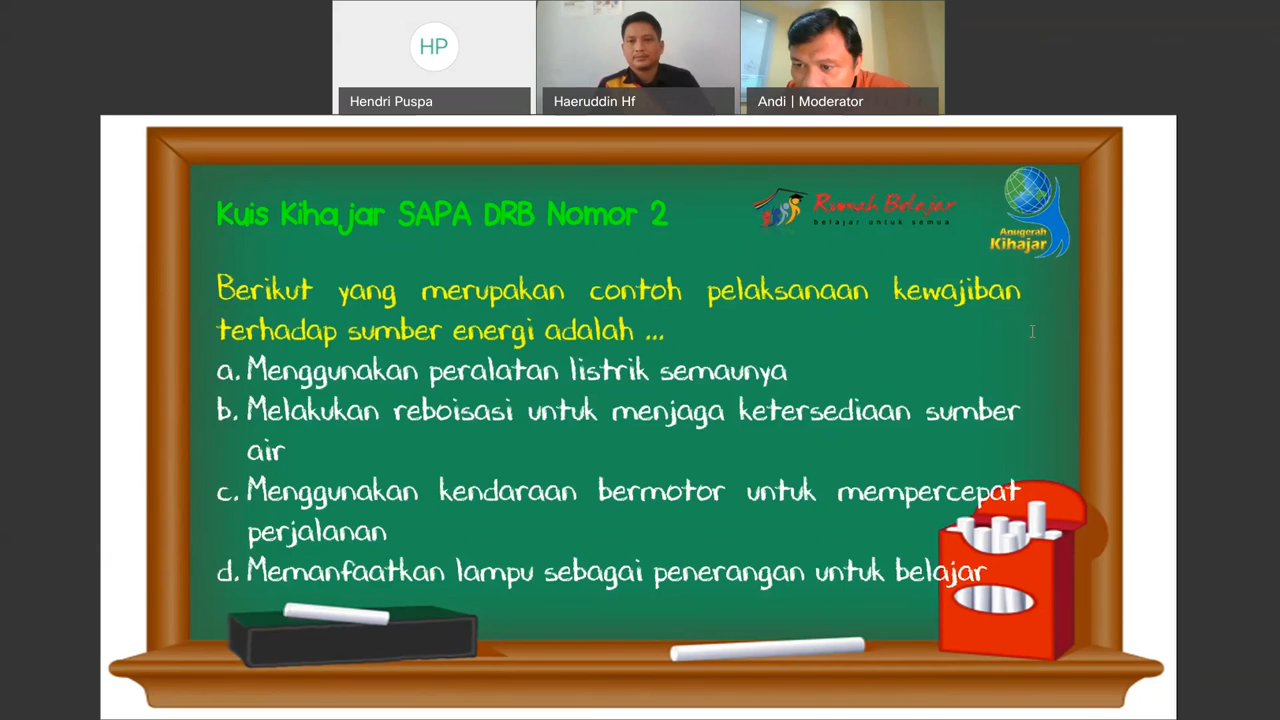 HP
Hendri Puspa
Haeruddin Hf
Andi | Moderator
Kuis Kihajar SAPA DRB Nomor 2
Rumah Belajar
belajar untuk semua
Anugerah
Kihajar
Berikut yang merupakan contoh pelaksanaan kewajiban
terhadap sumber energi adalah ...
a. Menggunakan peralatan listrik semaunya
b. Melakukan reboisasi untuk menjaga ketersediaan sumber
air
c. Menggunakan kendaraan bermotor untuk mempercepat
perjalanan
d. Memanfaatkan lampu sebagai penerangan untuk belajar